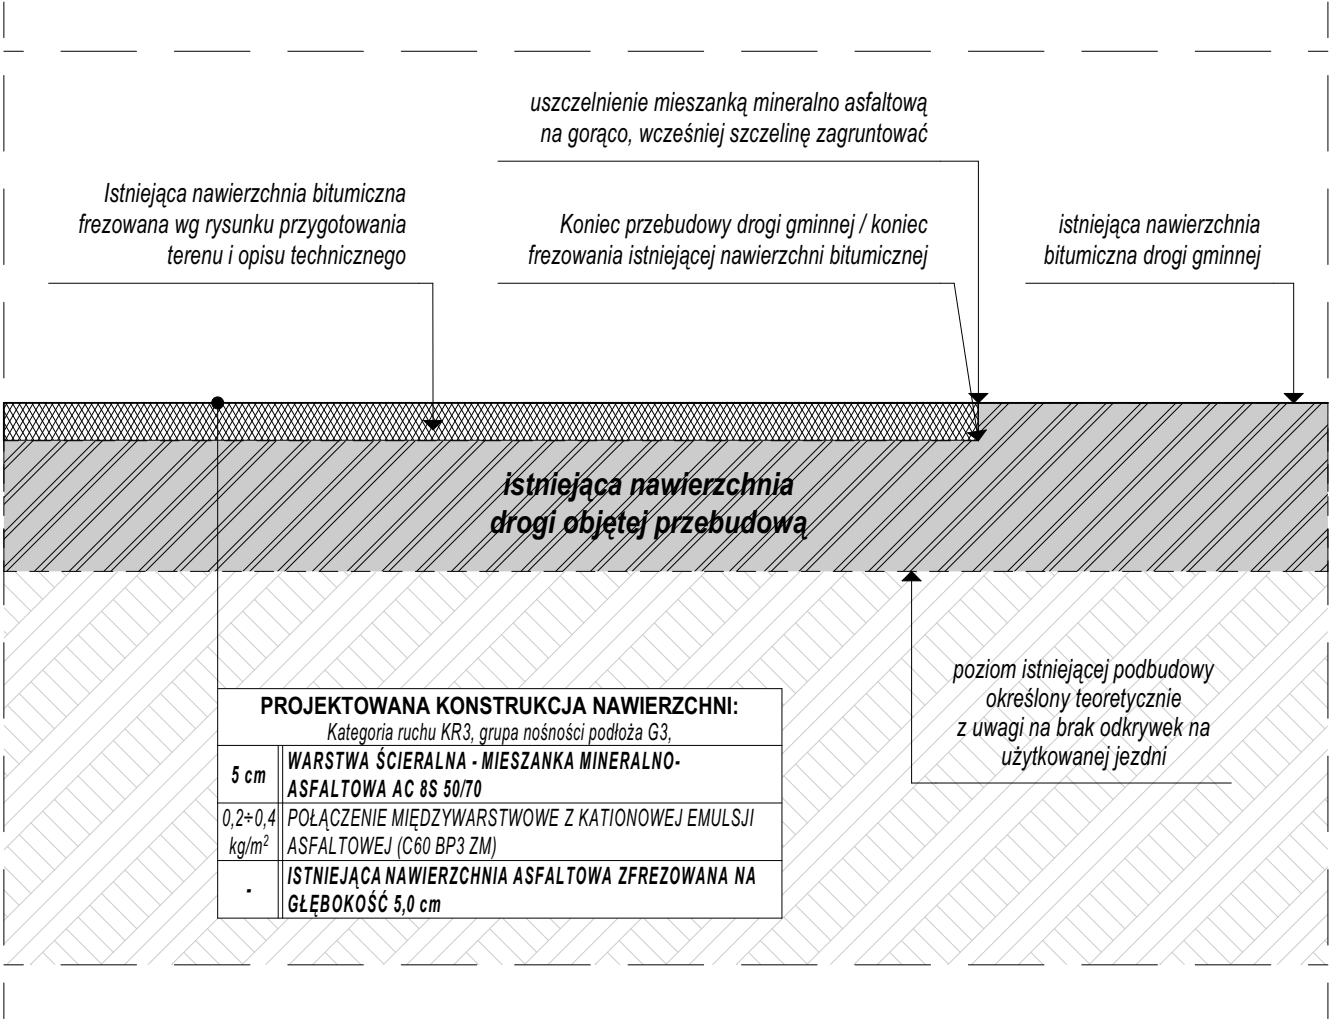 uszczelnienie mieszanką mineralno asfaltową
na gorąco, wcześniej szczelinę zagruntować
Istniejąca nawierzchnia bitumiczna
frezowana wg rysunku przygotowania
terenu i opisu technicznego
Koniec przebudowy drogi gminnej / koniec
frezowania istniejącej nawierzchni bitumicznej
istniejąca nawierzchnia
bitumiczna drogi gminnej
istniejąca nawierzchnia
drogi objętej przebudową
poziom istniejącej podbudowy
określony teoretycznie
z uwagi na brak odkrywek na
użytkowanej jezdni
PROJEKTOWANA KONSTRUKCJA NAWIERZCHNI:
Kategoria ruchu KR3, grupa nośności podłoża G3,
5 cm WARSTWA ŚCIERALNA - MIESZANKA MINERALNO-
ASFALTOWA AC 8S 50/70
0,2÷0,4 POŁĄCZENIE MIĘDZYWARSTWOWE Z KATIONOWEJ EMULSJI
kg/m² ASFALTOWEJ (C60 BP3 ZM)
- ISTNIEJĄCA NAWIERZCHNIA ASFALTOWA ZFREZOWANA NA
GŁĘBOKOŚĆ 5,0 cm